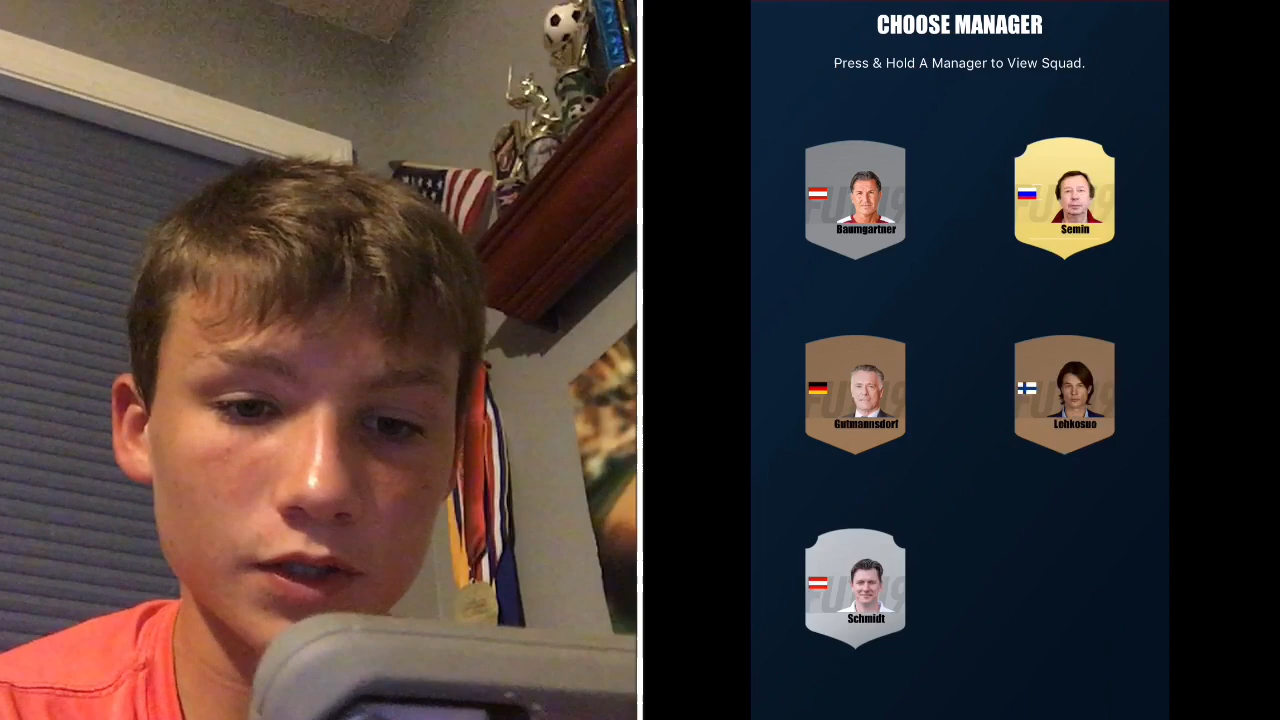 CHOOSE MANAGER
Press & Hold A Manager to View Squad.
Baumgartner
Semin
Gutmannsdorf
Lehkosuo
Schmidt